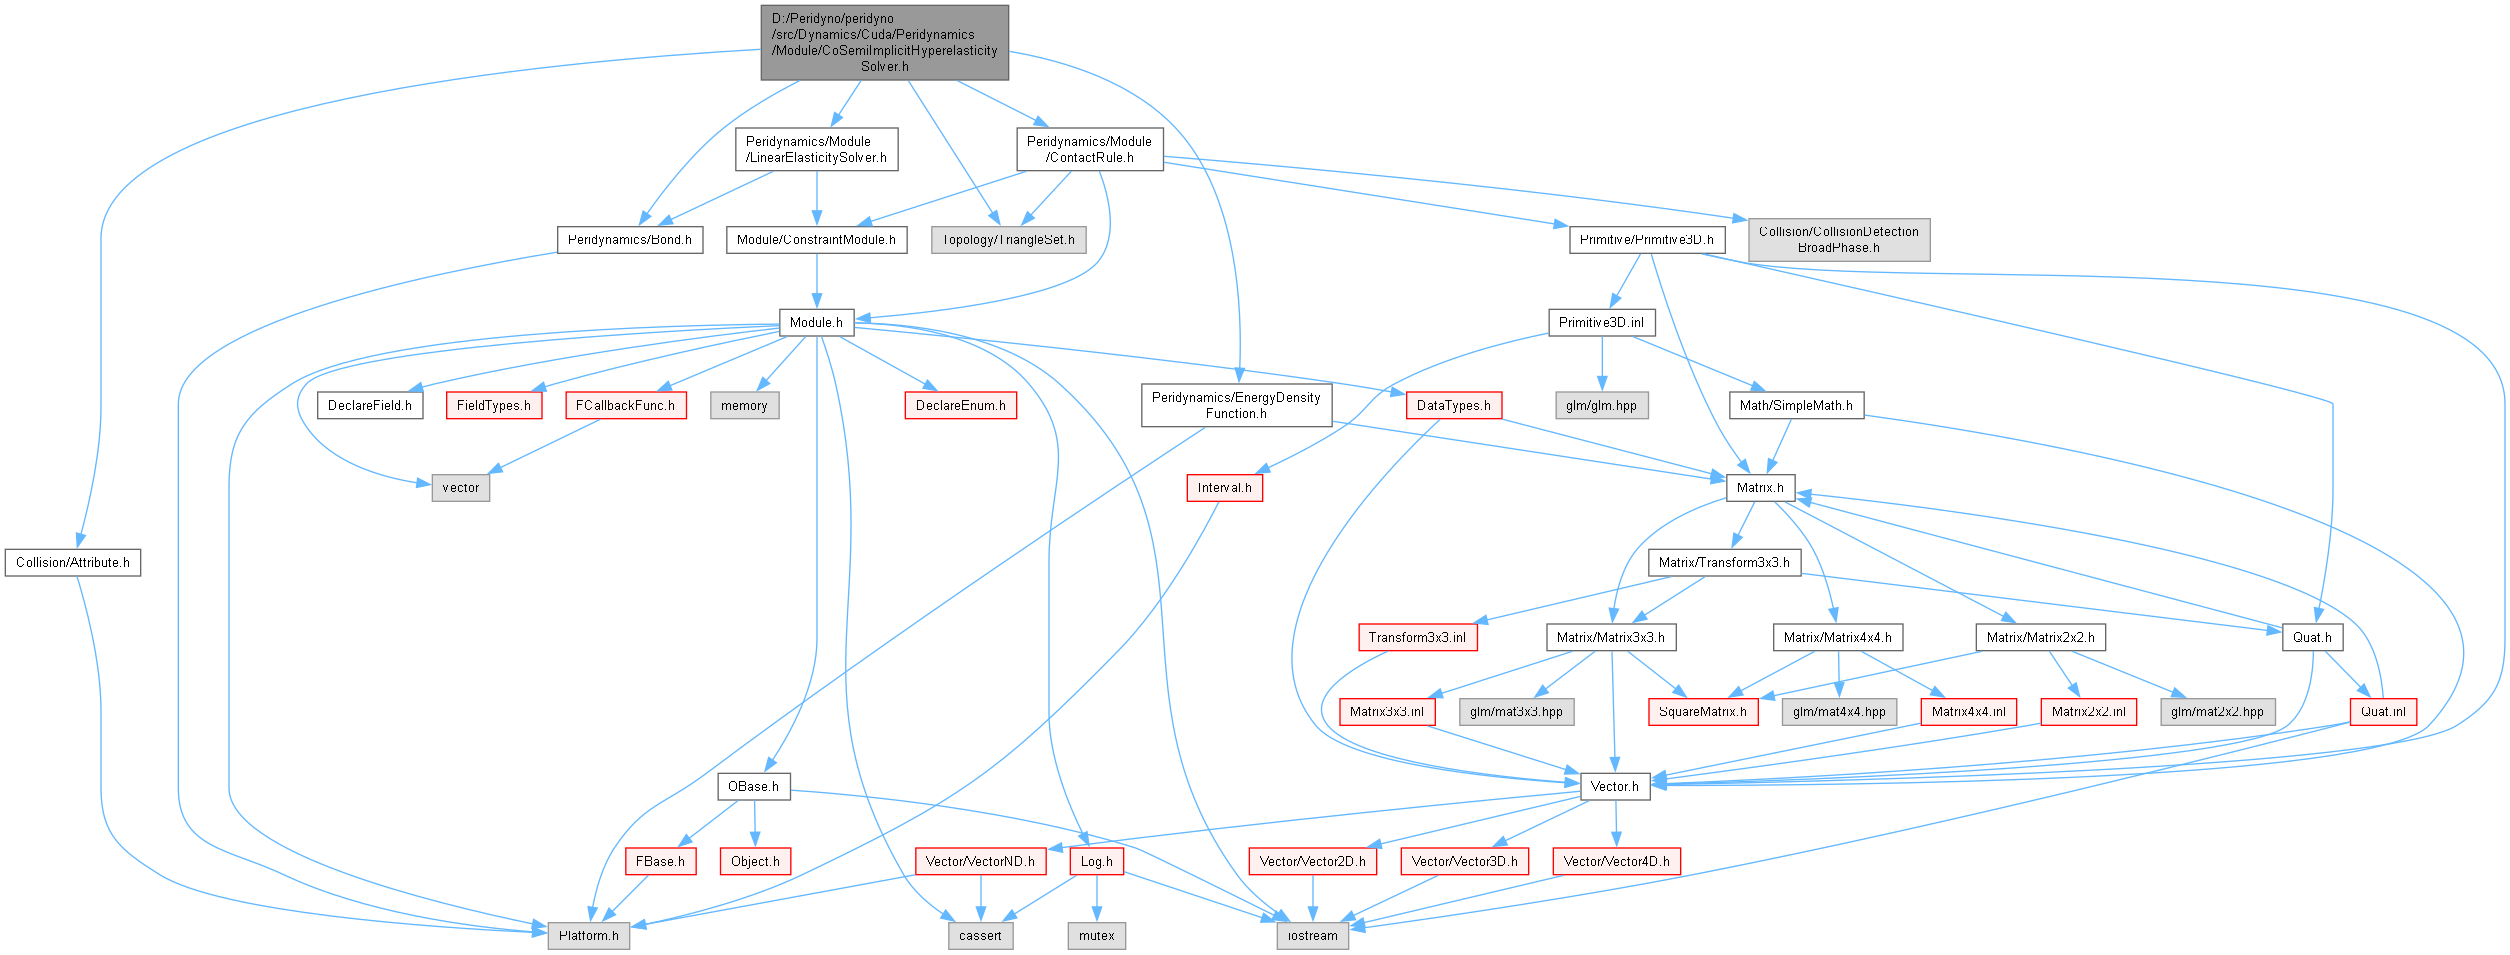 D:/Peridyno/peridyno
/src/Dynamics/Cuda/Peridynamics
/Module/CoSemiImplicitHyperelasticity
Solver.h
Peridynamics/Module
/LinearElasticitySolver.h
Peridynamics/Module
/ContactRule.h
Peridynamics/Bond.h
Module/ConstraintModule.h
Topology/TriangleSet.h
Primitive/Primitive3D.h
Collision/CollisionDetection
BroadPhase.h
Module.h
Primitive3D.inl
DeclareField.h
FieldTypes.h
FCallbackFunc.h
memory
DeclareEnum.h
Peridynamics/EnergyDensity
Function.h
DataTypes.h
glm/glm.hpp
Math/SimpleMath.h
vector
Interval.h
Matrix.h
Collision/Attribute.h
Matrix/Transform3x3.h
Transform3x3.inl
Matrix/Matrix3x3.h
Matrix/Matrix4x4.h
Matrix/Matrix2x2.h
Quat.h
Matrix3x3.inl
glm/mat3x3.hpp
SquareMatrix.h
glm/mat4x4.hpp
Matrix4x4.inl
Matrix2x2.inl
glm/mat2x2.hpp
Quat.inl
OBase.h
Vector.h
FBase.h
Object.h
Vector/VectorND.h
Log.h
Vector/Vector2D.h
Vector/Vector3D.h
Vector/Vector4D.h
Platform.h
cassert
mutex
iostream